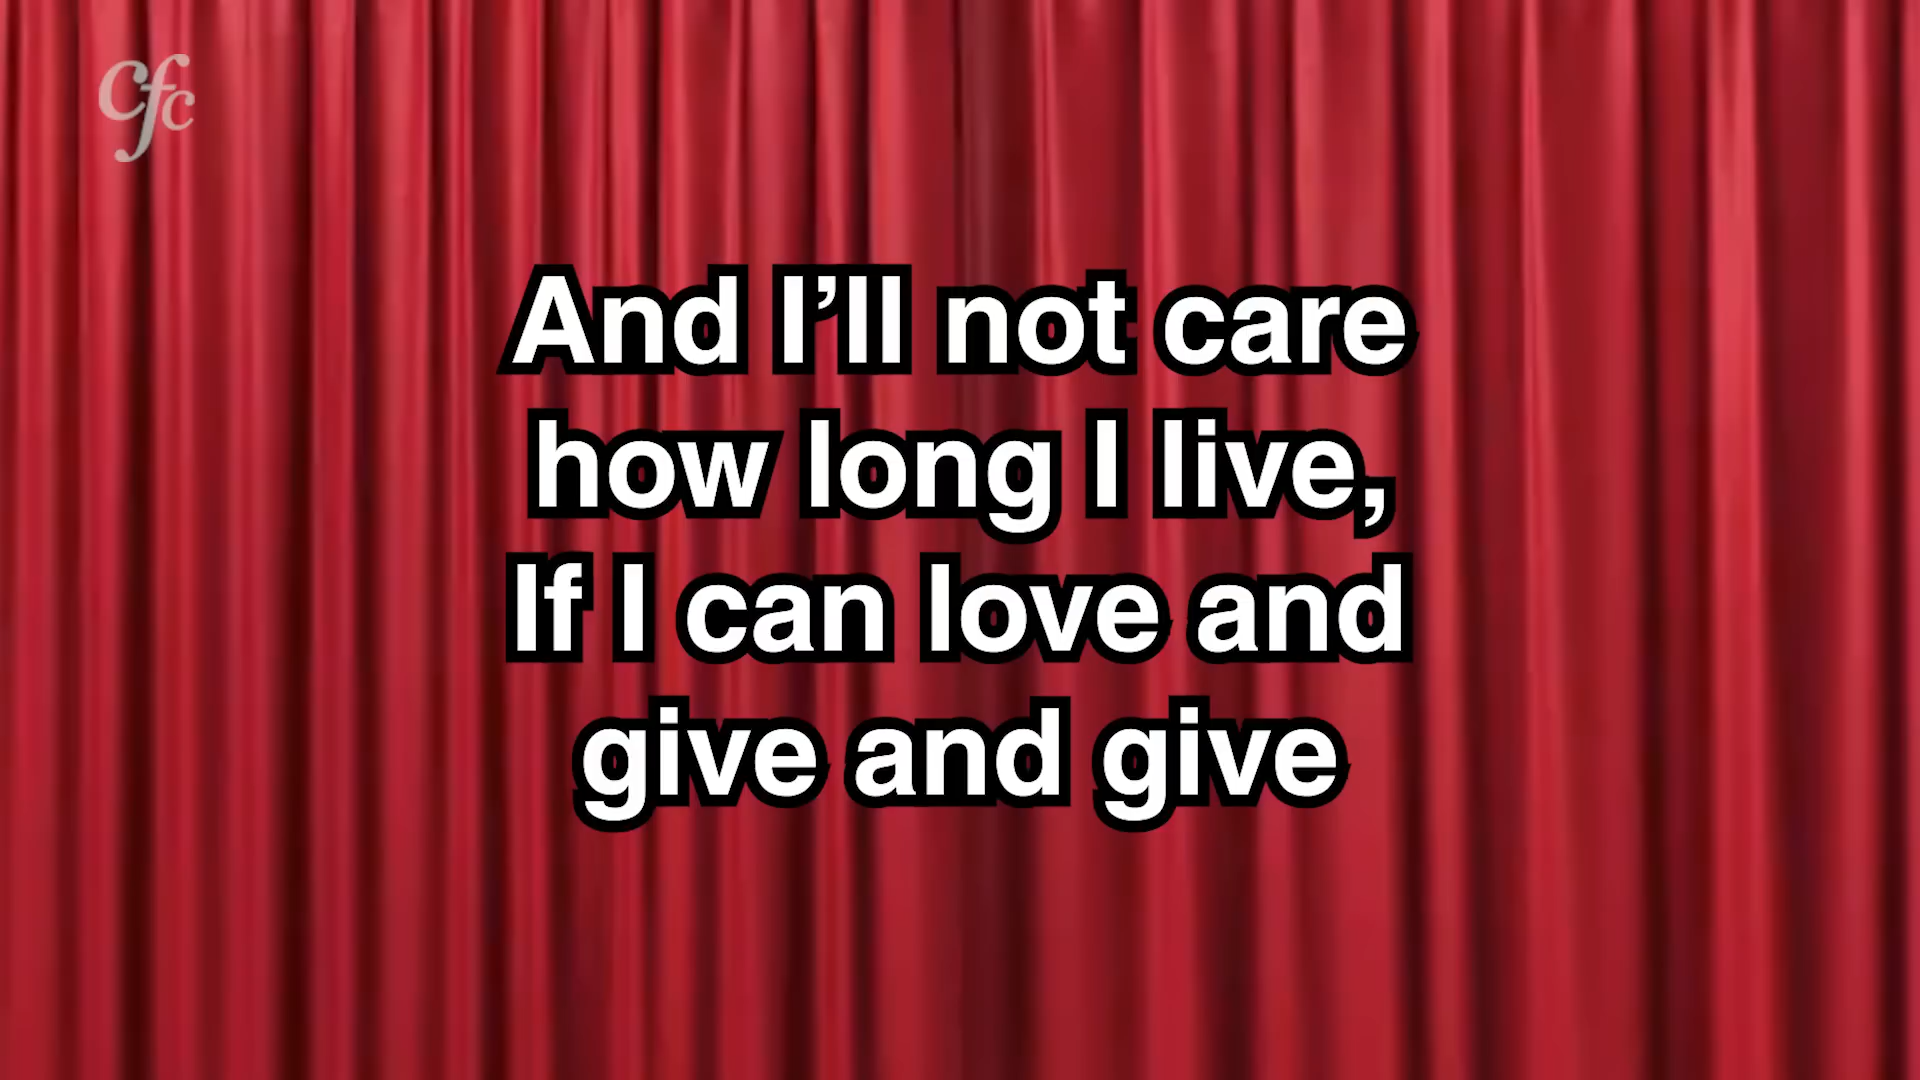 cfc
And I’ll not care
how long I live,
If I can love and
give and give